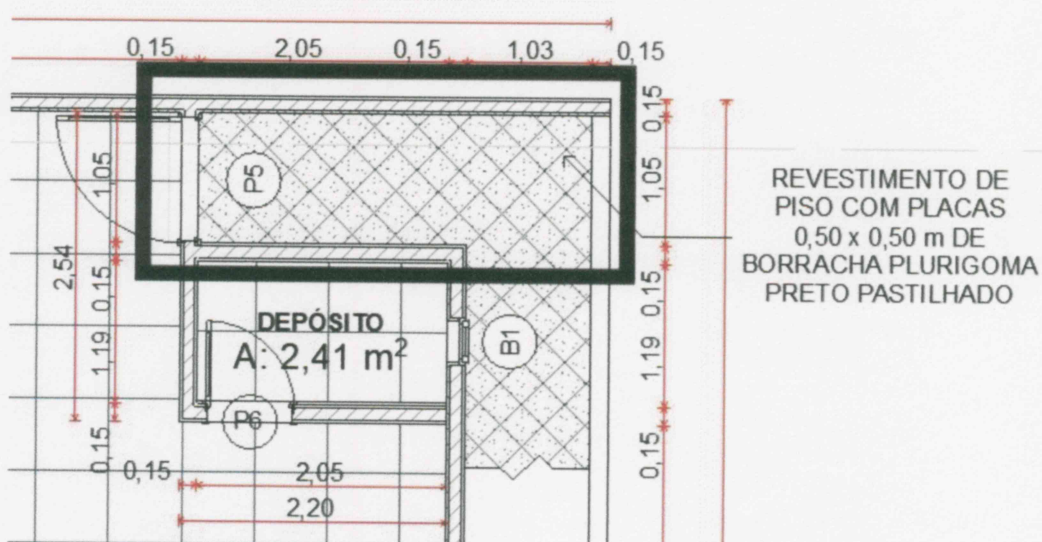 0,15
2,05
0,15
1,03
0,15
0,15
1,05
P5
1,05
REVESTIMENTO DE
PISO COM PLACAS
0,50 x 0,50 m DE
BORRACHA PLURIGOMA
PRETO PASTILHADO
2,54
0,15
0,15
DEPÓSITO
A: 2,41 m²
B1
1,19
1,19
P6
0,15
0,15
0,15
2,05
2,20